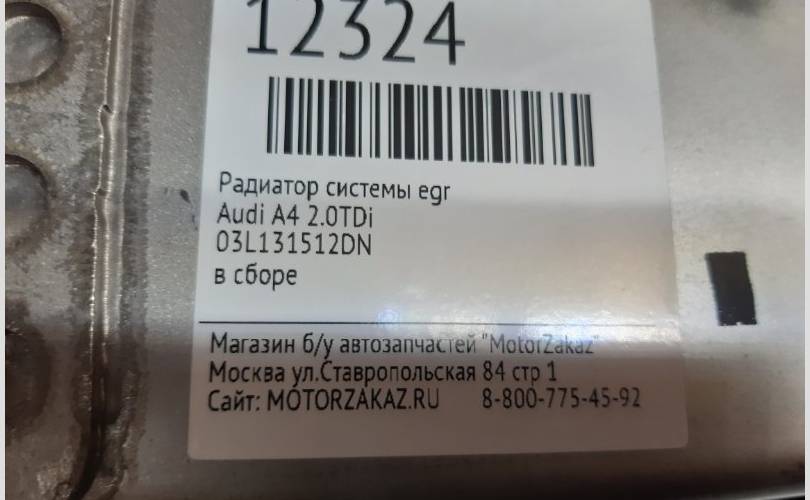 12324
Радиатор системы egr
Audi A4 2.0TDi
03L131512DN
в сборе
Магазин б/у автозапчастей "MotorZakaz"
Москва ул.Ставропольская 84 стр 1
Сайт: MOTORZAKAZ.RU 8-800-775-45-92